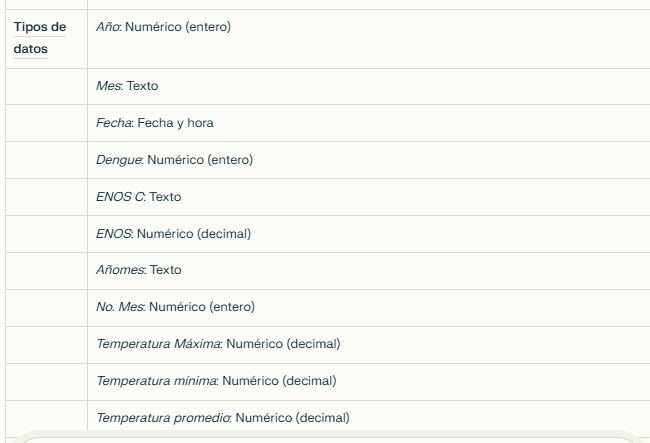 Tipos de
datos
Año: Numérico (entero)
Mes: Texto
Fecha: Fecha y hora
Dengue: Numérico (entero)
ENOS C: Texto
ENOS: Numérico (decimal)
Añomes: Texto
No. Mes: Numérico (entero)
Temperatura Máxima: Numérico (decimal)
Temperatura mínima: Numérico (decimal)
Temperatura promedio: Numérico (decimal)